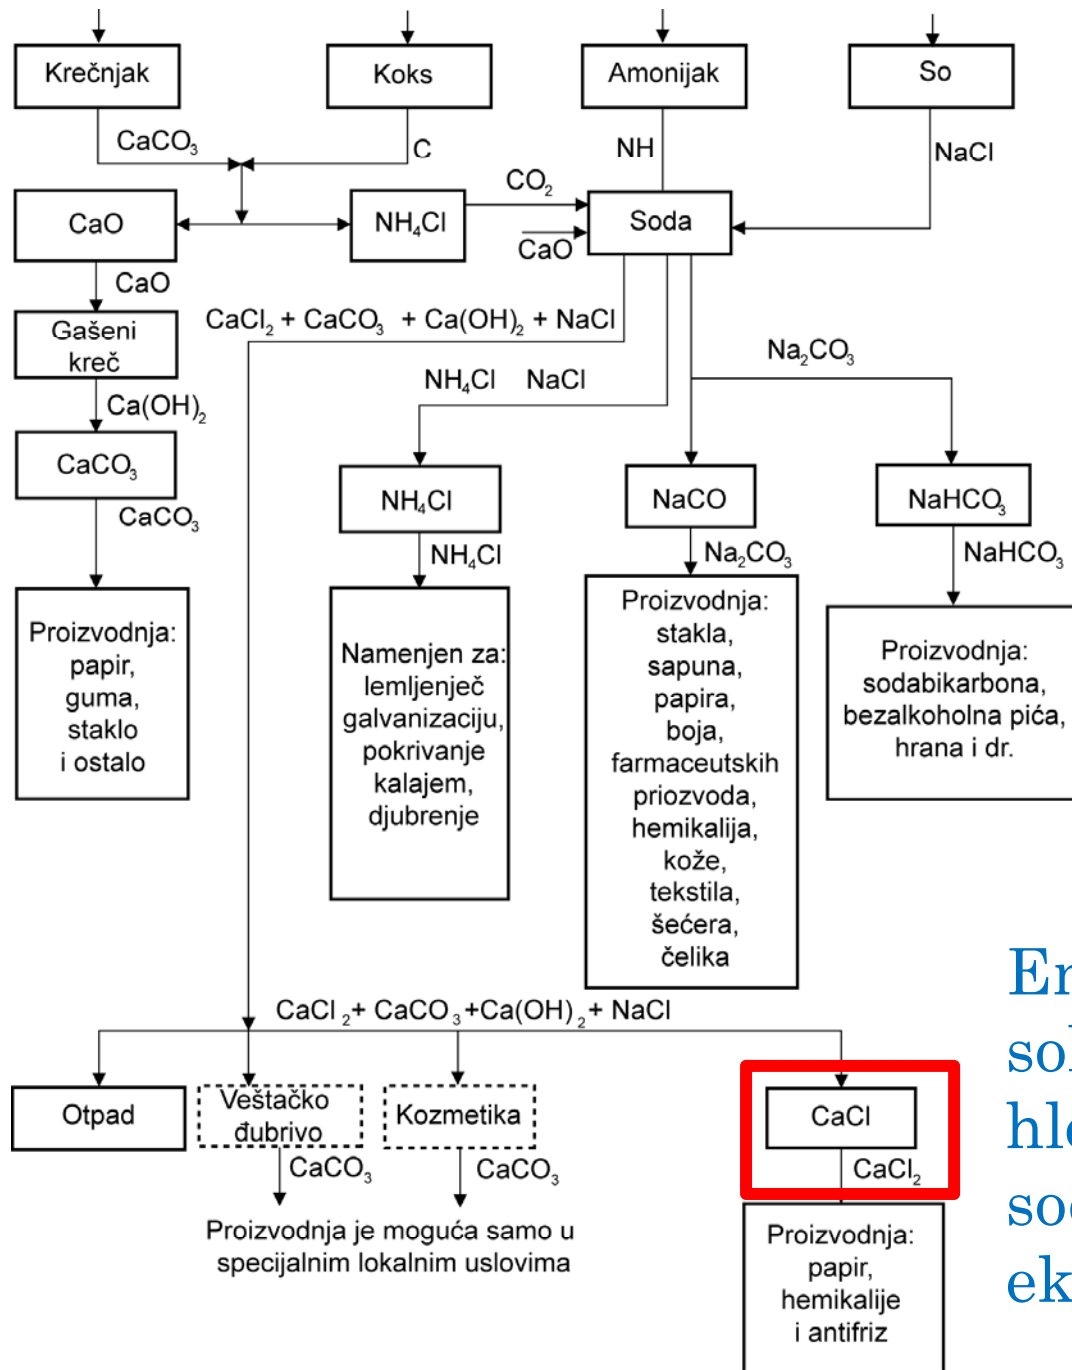 Krečnjak
Koks
Amonijak
So
CaCO₃
C
NH
NaCl
CO₂
CaO
NH₄Cl
Soda
CaO
CaO
Gašeni
kreč
CaCl₂ + CaCO₃ + Ca(OH)₂ + NaCl
Na₂CO₃
NH₄Cl NaCl
Ca(OH)₂
CaCO₃
NH₄Cl
NaCO
NaHCO₃
CaCO₃
NH₄Cl
Na₂CO₃
NaHCO₃
Proizvodnja:
papir,
guma,
staklo
i ostalo
Namenjen za:
lemljenječ
galvanizaciju,
pokrivanje
kalajem,
djubrenje
Proizvodnja:
stakla,
sapuna,
papira,
boja,
farmaceutskih
priozvoda,
hemikalija,
kože,
tekstila,
šećera,
čelika
Proizvodnja:
sodabikarbona,
bezalkoholna pića,
hrana i dr.
CaCl₂ + CaCO₃ +Ca(OH)₂ + NaCl
Otpad
Veštačko
đubrivo
Kozmetika
CaCl
CaCO₃
CaCO₃
CaCl₂
Proizvodnja je moguća samo u
specijalnim lokalnim uslovima
Proizvodnja:
papir,
hemikalije
i antifriz